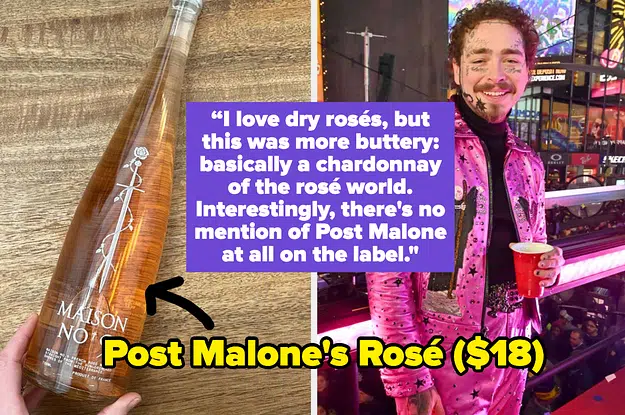 “I love dry rosés, but
this was more buttery:
basically a chardonnay
of the rosé world.
Interestingly, there's no
mention of Post Malone
at all on the label."
MAISON
NO
Post Malone's Rosé ($18)